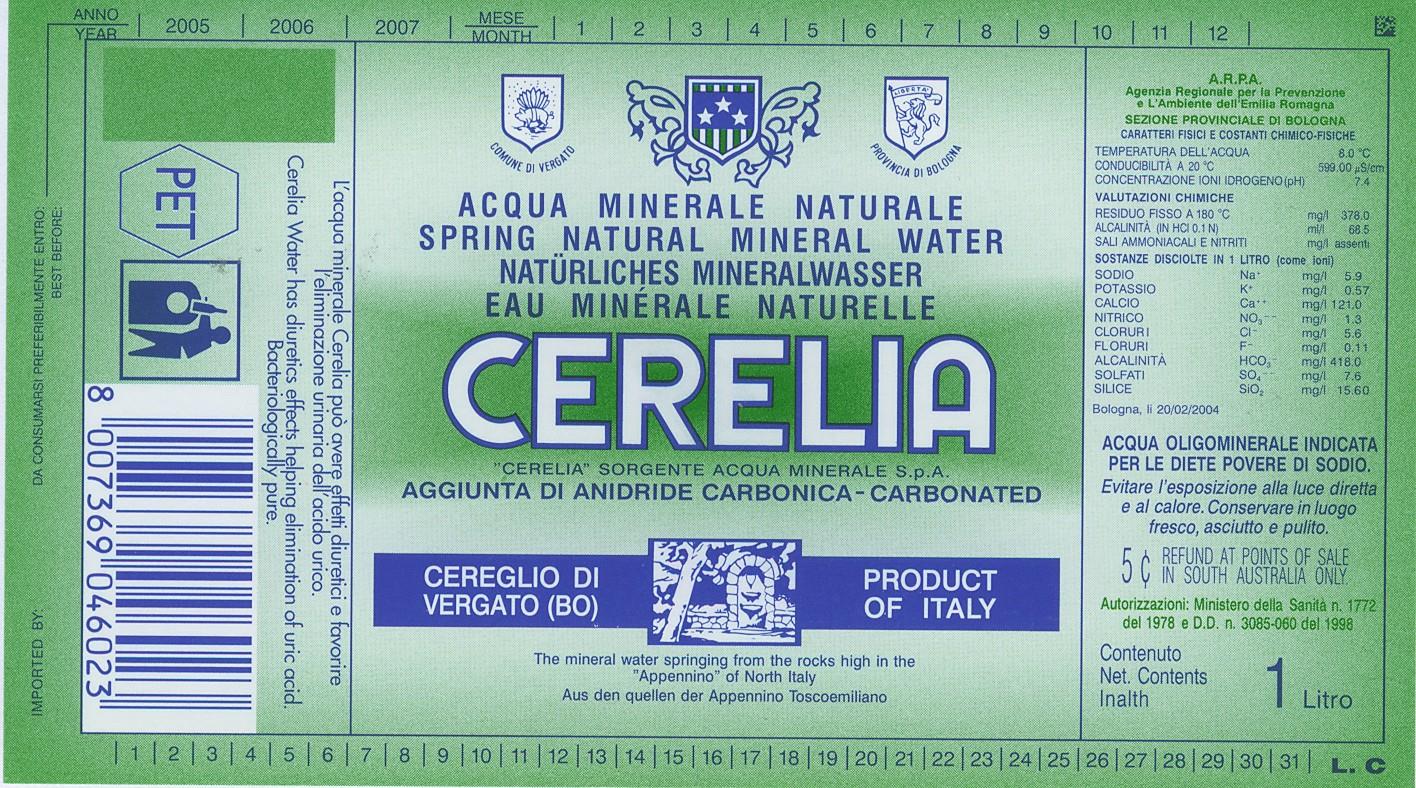 ANNO
YEAR
2005 2006 2007
MESE
MONTH
1 2 3 4 5 6 7 8 9 10 11 12
DA CONSUMARSI PREFERIBILMENTE ENTRO:
BEST BEFORE:
IMPORTED BY:
PET
8 007369 046023
L'acqua minerale Cerelia può avere effetti diuretici e favorire
l'eliminazione urinaria dell'acido urico.
Cerelia Water has diuretics effects helping elimination of uric acid.
Bacteriologically pure.
COMUNE DI VERGATO
LIBERTA'
PROVINCIA DI BOLOGNA
ACQUA MINERALE NATURALE
SPRING NATURAL MINERAL WATER
NATÜRLICHES MINERALWASSER
EAU MINÉRALE NATURELLE
CERELIA
"CERELIA" SORGENTE ACQUA MINERALE S.p.A.
AGGIUNTA DI ANIDRIDE CARBONICA - CARBONATED
CEREGLIO DI
VERGATO (BO)
PRODUCT
OF ITALY
The mineral water springing from the rocks high in the
"Appennino" of North Italy
Aus den quellen der Appennino Toscoemiliano
A.R.P.A.
Agenzia Regionale per la Prevenzione
e L'Ambiente dell'Emilia Romagna
SEZIONE PROVINCIALE DI BOLOGNA
CARATTERI FISICI E COSTANTI CHIMICO-FISICHE
TEMPERATURA DELL'ACQUA 8.0 °C
CONDUCIBILITÀ A 20 °C 599.00 µS/cm
CONCENTRAZIONE IONI IDROGENO (pH) 7.4
VALUTAZIONI CHIMICHE
RESIDUO FISSO A 180 °C mg/l 378.0
ALCALINITÀ (IN HCl 0.1 N) ml/l 68.5
SALI AMMONIACALI E NITRITI mg/l assenti
SOSTANZE DISCIOLTE IN 1 LITRO (come ioni)
SODIO Na⁺ mg/l 5.9
POTASSIO K⁺ mg/l 0.57
CALCIO Ca⁺⁺ mg/l 121.0
NITRICO NO₃⁻⁻ mg/l 1.3
CLORURI Cl⁻ mg/l 5.6
FLORURI F⁻ mg/l 0.11
ALCALINITÀ HCO₃⁻ mg/l 418.0
SOLFATI SO₄⁻⁻ mg/l 7.6
SILICE SiO₂ mg/l 15.60
Bologna, li 20/02/2004
ACQUA OLIGOMINERALE INDICATA
PER LE DIETE POVERE DI SODIO.
Evitare l'esposizione alla luce diretta
e al calore. Conservare in luogo
fresco, asciutto e pulito.
5 ¢ REFUND AT POINTS OF SALE
IN SOUTH AUSTRALIA ONLY.
Autorizzazioni: Ministero della Sanità n. 1772
del 1978 e D.D. n. 3085-060 del 1998
Contenuto
Net. Contents
Inalth
1 Litro
1 2 3 4 5 6 7 8 9 10 11 12 13 14 15 16 17 18 19 20 21 22 23 24 25 26 27 28 29 30 31
L. C